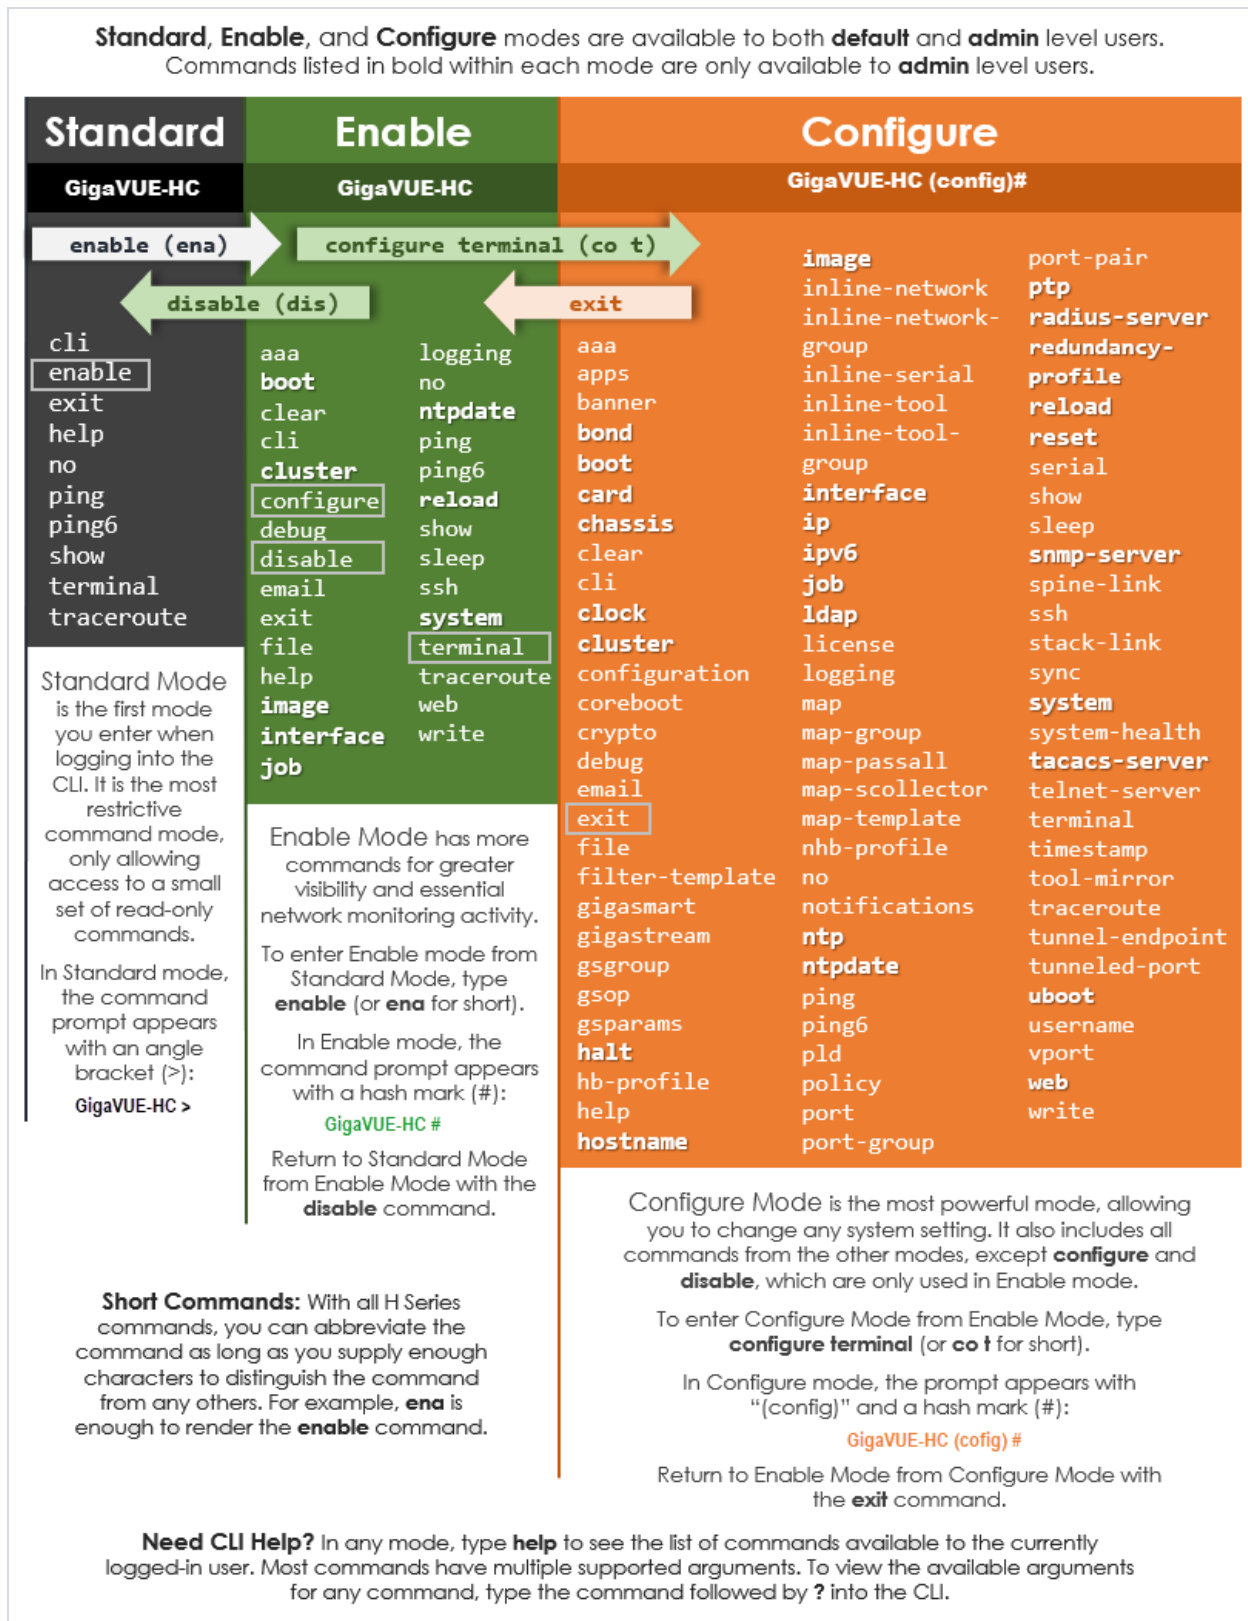 Standard, Enable, and Configure modes are available to both default and admin level users.
Commands listed in bold within each mode are only available to admin level users.
Standard
GigaVUE-HC
enable (ena)
cli
enable
exit
help
no
ping
ping6
show
terminal
traceroute
Standard Mode
is the first mode
you enter when
logging into the
CLI. It is the most
restrictive
command mode,
only allowing
access to a small
set of read-only
commands.
In Standard mode,
the command
prompt appears
with an angle
bracket (>):
GigaVUE-HC >
Enable
GigaVUE-HC
configure terminal (co t)
disable (dis)
aaa
boot
clear
cli
cluster
configure
debug
disable
email
exit
file
help
image
interface
job
logging
no
ntpdate
ping
ping6
reload
show
sleep
ssh
system
terminal
traceroute
web
write
Enable Mode has more
commands for greater
visibility and essential
network monitoring activity.
To enter Enable mode from
Standard Mode, type
enable (or ena for short).
In Enable mode, the
command prompt appears
with a hash mark (#):
GigaVUE-HC #
Return to Standard Mode
from Enable Mode with the
disable command.
Configure
GigaVUE-HC (config)#
exit
aaa
apps
banner
bond
boot
card
chassis
clear
cli
clock
cluster
configuration
coreboot
crypto
debug
email
exit
file
filter-template
gigasmart
gigastream
gsgroup
gsop
gsparams
halt
hb-profile
help
hostname
image
inline-network
inline-network-
group
inline-serial
inline-tool
inline-tool-
group
interface
ip
ipv6
job
ldap
license
logging
map
map-group
map-passall
map-scollector
map-template
nhb-profile
no
notifications
ntp
ntpdate
ping
ping6
pld
policy
port
port-group
port-pair
ptp
radius-server
redundancy-
profile
reload
reset
serial
show
sleep
snmp-server
spine-link
ssh
stack-link
sync
system
system-health
tacacs-server
telnet-server
terminal
timestamp
tool-mirror
traceroute
tunnel-endpoint
tunneled-port
uboot
username
vport
web
write
Configure Mode is the most powerful mode, allowing
you to change any system setting. It also includes all
commands from the other modes, except configure and
disable, which are only used in Enable mode.
To enter Configure Mode from Enable Mode, type
configure terminal (or co t for short).
In Configure mode, the prompt appears with
“(config)” and a hash mark (#):
GigaVUE-HC (cofig) #
Return to Enable Mode from Configure Mode with
the exit command.
Short Commands: With all H Series
commands, you can abbreviate the
command as long as you supply enough
characters to distinguish the command
from any others. For example, ena is
enough to render the enable command.
Need CLI Help? In any mode, type help to see the list of commands available to the currently
logged-in user. Most commands have multiple supported arguments. To view the available arguments
for any command, type the command followed by ? into the CLI.